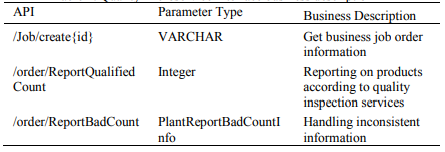 API Parameter Type Business Description
/Job/create{id} VARCHAR Get business job order
information
/order/ReportQualified Integer Reporting on products
Count according to quality
inspection services
/order/ReportBadCount PlantReportBadCountI Handling inconsistent
nfo information